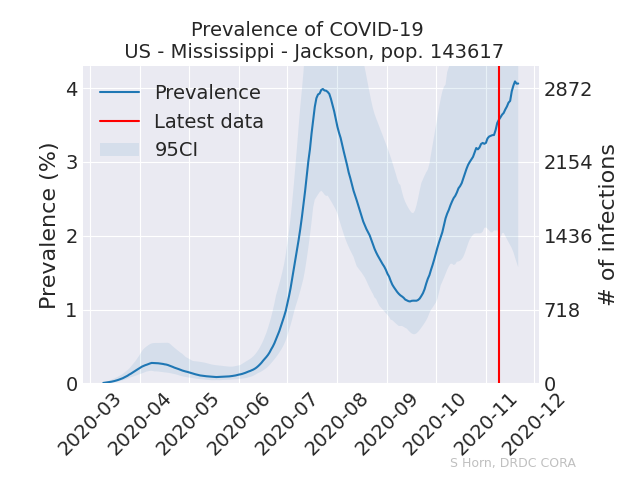 Prevalence of COVID-19
US - Mississippi - Jackson, pop. 143617
Prevalence
Latest data
95CI
Prevalence (%)
4
3
2
1
0
2872
2154
1436
718
0
# of infections
2020-03
2020-04
2020-05
2020-06
2020-07
2020-08
2020-09
2020-10
2020-11
2020-12
S Horn, DRDC CORA